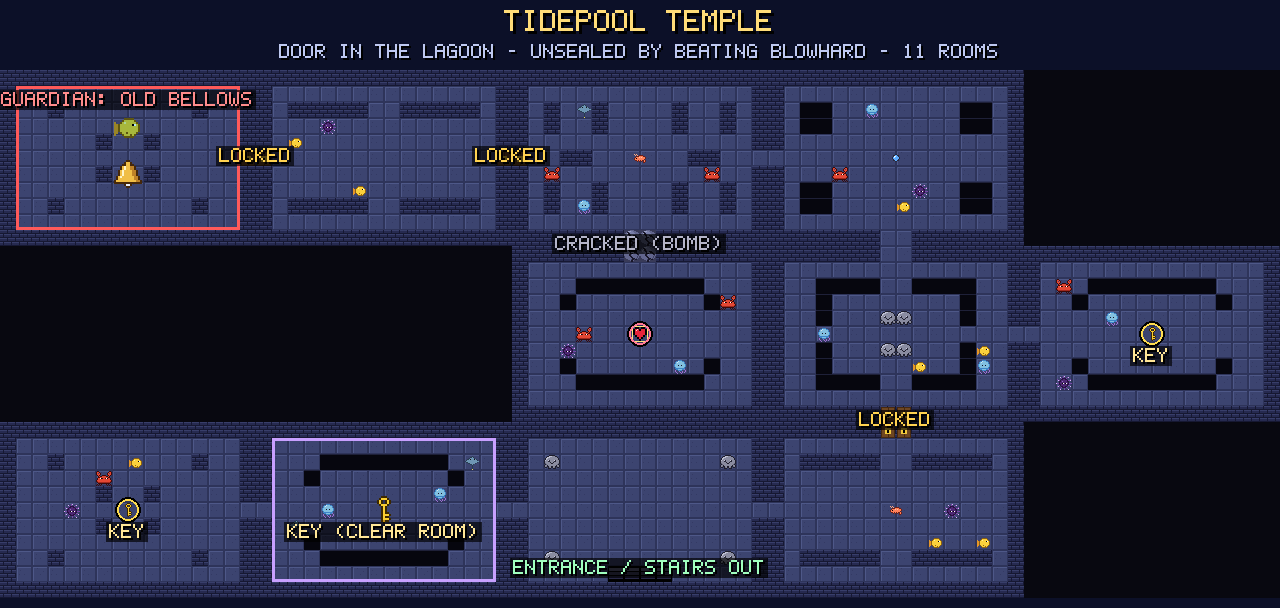 TIDEPOOL TEMPLE
DOOR IN THE LAGOON - UNSEALED BY BEATING BLOWHARD - 11 ROOMS
GUARDIAN: OLD BELLOWS
LOCKED
LOCKED
CRACKED (BOMB)
KEY
LOCKED
KEY
KEY (CLEAR ROOM)
ENTRANCE / STAIRS OUT